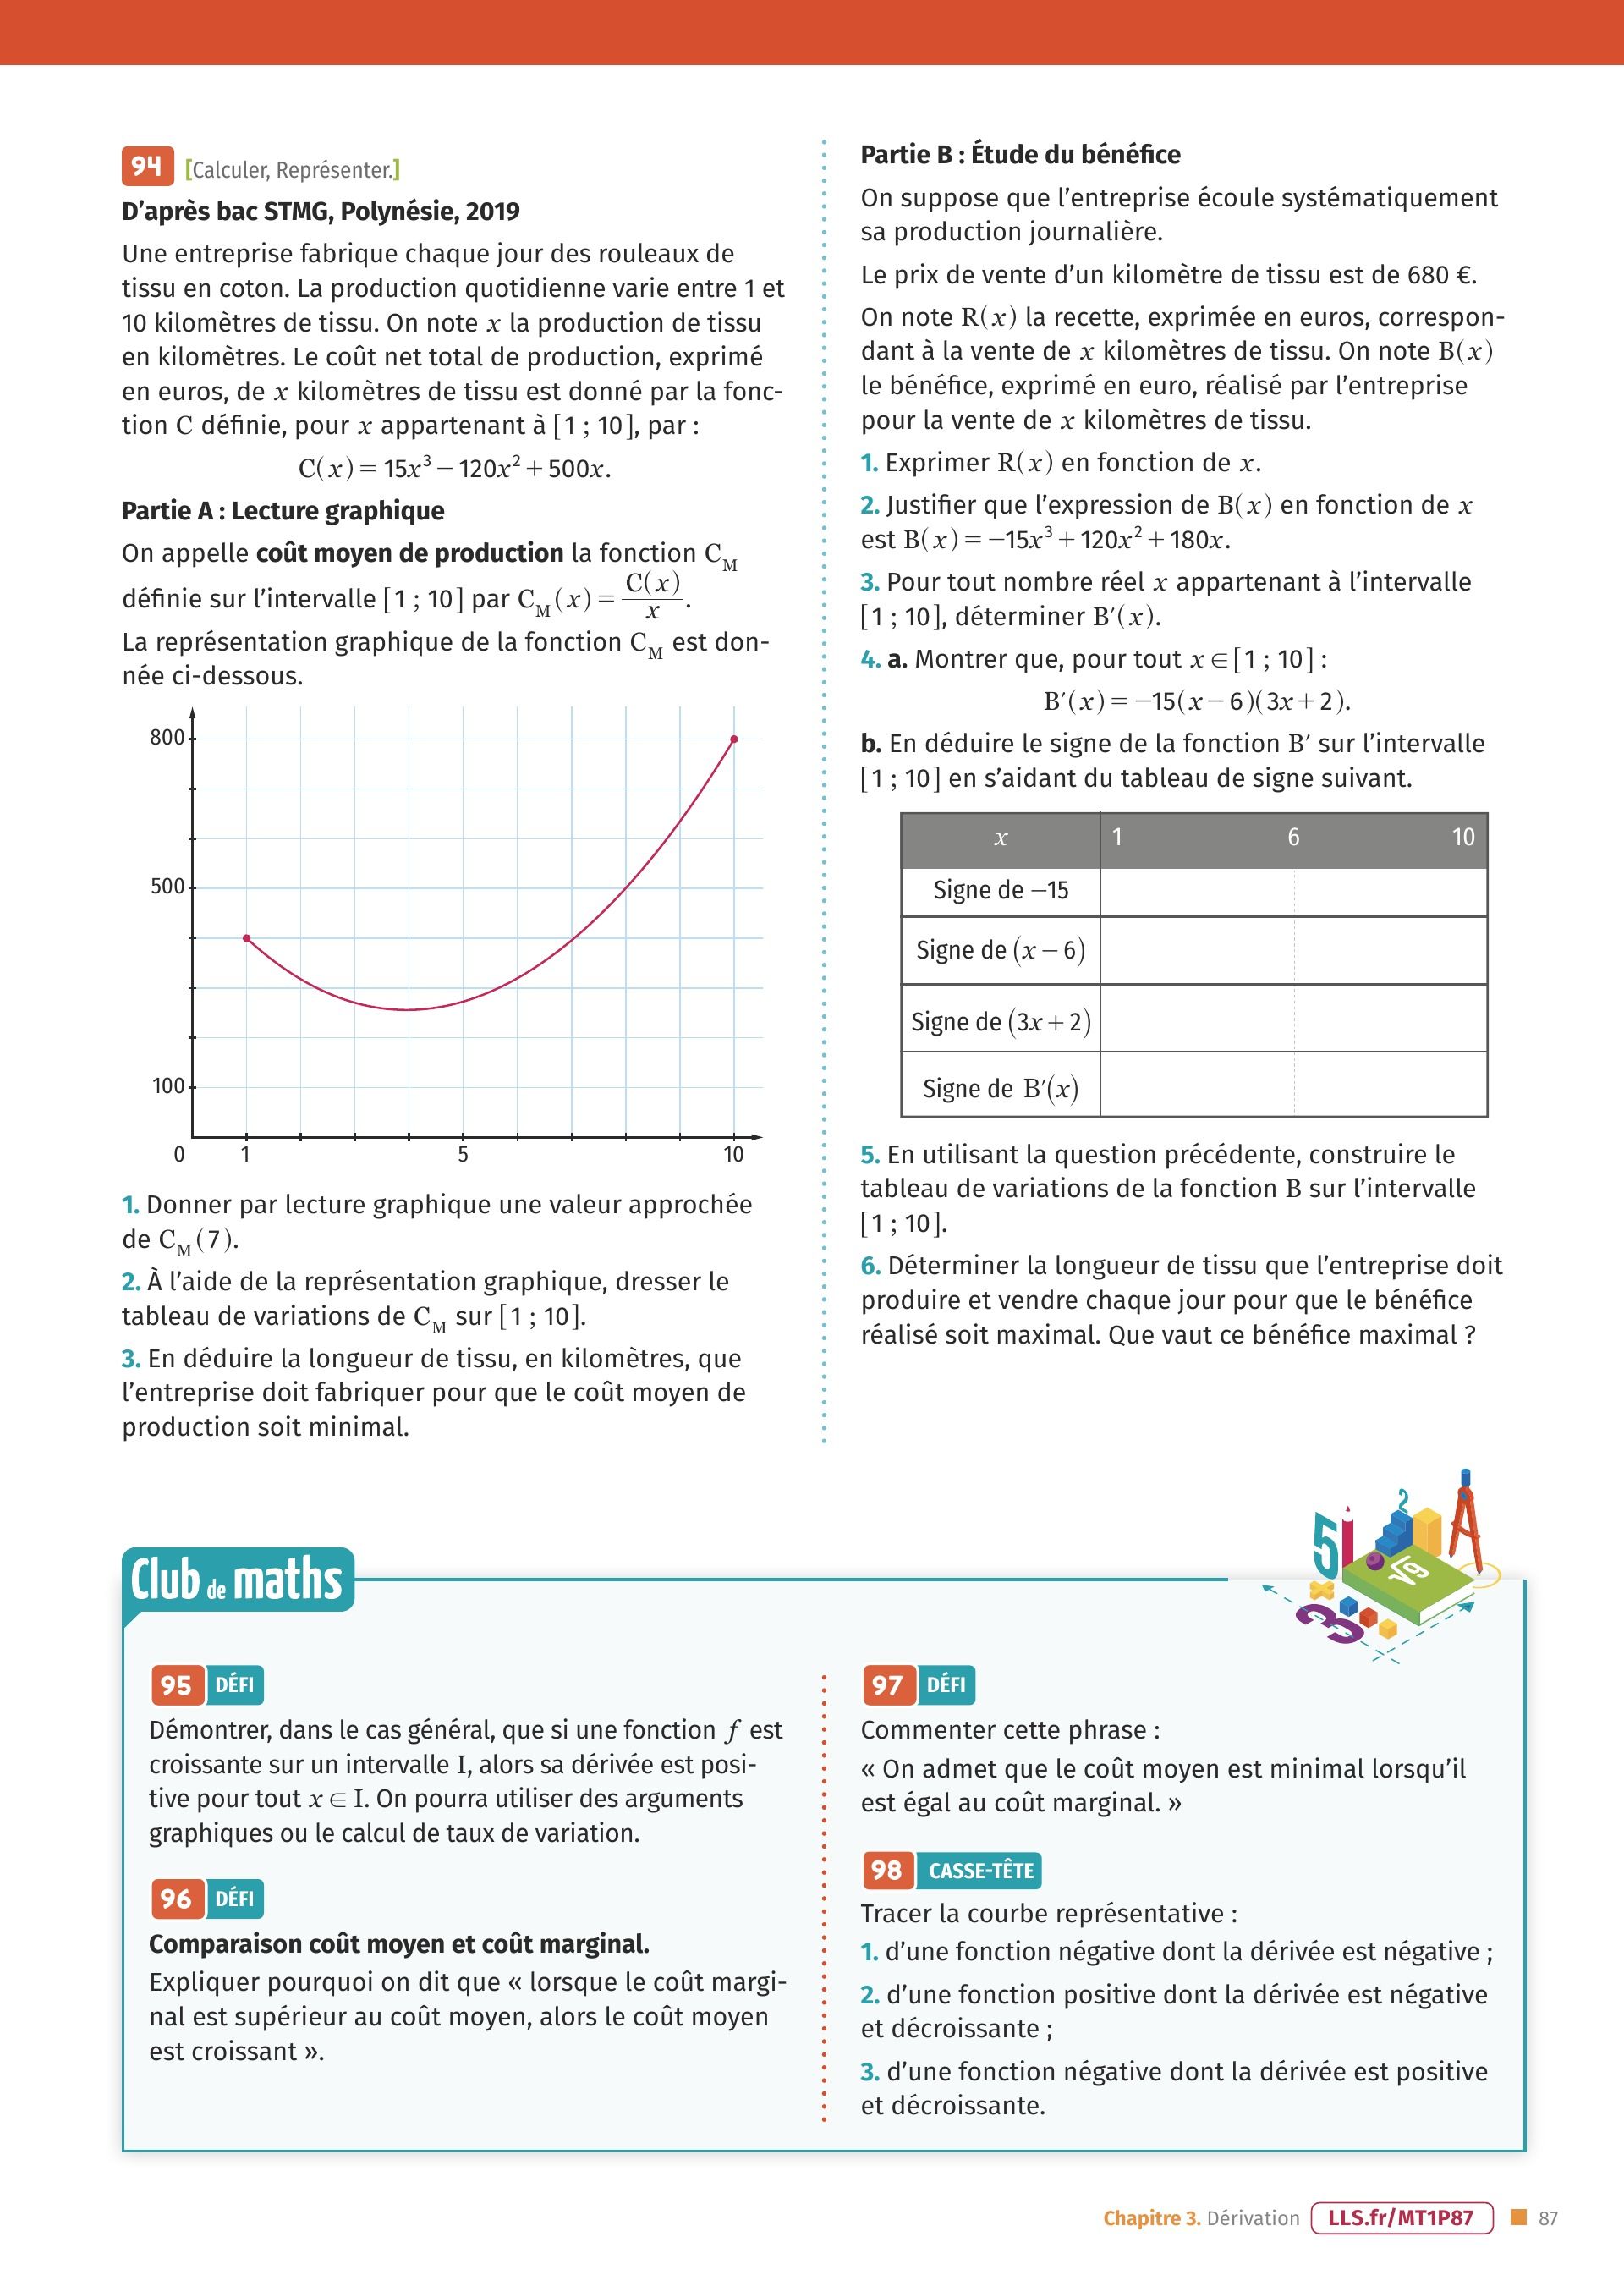 94 [Calculer, Représenter.]
D'après bac STMG, Polynésie, 2019
Une entreprise fabrique chaque jour des rouleaux de
tissu en coton. La production quotidienne varie entre 1 et
10 kilomètres de tissu. On note x la production de tissu
en kilomètres. Le coût net total de production, exprimé
en euros, de x kilomètres de tissu est donné par la fonc-
tion C définie, pour x appartenant à [1 ; 10], par :
C(x) = 15x³ − 120x² + 500x.
Partie A : Lecture graphique
On appelle coût moyen de production la fonction C_M
définie sur l'intervalle [1 ; 10] par C_M(x) = C(x)/x.
La représentation graphique de la fonction C_M est don-
née ci-dessous.
800
500
100
0 1 5 10
1. Donner par lecture graphique une valeur approchée
de C_M(7).
2. À l'aide de la représentation graphique, dresser le
tableau de variations de C_M sur [1 ; 10].
3. En déduire la longueur de tissu, en kilomètres, que
l'entreprise doit fabriquer pour que le coût moyen de
production soit minimal.
Partie B : Étude du bénéfice
On suppose que l'entreprise écoule systématiquement
sa production journalière.
Le prix de vente d'un kilomètre de tissu est de 680 €.
On note R(x) la recette, exprimée en euros, correspon-
dant à la vente de x kilomètres de tissu. On note B(x)
le bénéfice, exprimé en euro, réalisé par l'entreprise
pour la vente de x kilomètres de tissu.
1. Exprimer R(x) en fonction de x.
2. Justifier que l'expression de B(x) en fonction de x
est B(x) = −15x³ + 120x² + 180x.
3. Pour tout nombre réel x appartenant à l'intervalle
[1 ; 10], déterminer B′(x).
4. a. Montrer que, pour tout x ∈ [1 ; 10] :
B′(x) = −15(x − 6)(3x + 2).
b. En déduire le signe de la fonction B′ sur l'intervalle
[1 ; 10] en s'aidant du tableau de signe suivant.
x 1 6 10
Signe de −15
Signe de (x − 6)
Signe de (3x + 2)
Signe de B′(x)
5. En utilisant la question précédente, construire le
tableau de variations de la fonction B sur l'intervalle
[1 ; 10].
6. Déterminer la longueur de tissu que l'entreprise doit
produire et vendre chaque jour pour que le bénéfice
réalisé soit maximal. Que vaut ce bénéfice maximal ?
5 2 √9 3
Club de maths
95 DÉFI
Démontrer, dans le cas général, que si une fonction f est
croissante sur un intervalle I, alors sa dérivée est posi-
tive pour tout x ∈ I. On pourra utiliser des arguments
graphiques ou le calcul de taux de variation.
96 DÉFI
Comparaison coût moyen et coût marginal.
Expliquer pourquoi on dit que « lorsque le coût margi-
nal est supérieur au coût moyen, alors le coût moyen
est croissant ».
97 DÉFI
Commenter cette phrase :
« On admet que le coût moyen est minimal lorsqu'il
est égal au coût marginal. »
98 CASSE-TÊTE
Tracer la courbe représentative :
1. d'une fonction négative dont la dérivée est négative ;
2. d'une fonction positive dont la dérivée est négative
et décroissante ;
3. d'une fonction négative dont la dérivée est positive
et décroissante.
Chapitre 3. Dérivation LLS.fr/MT1P87 87